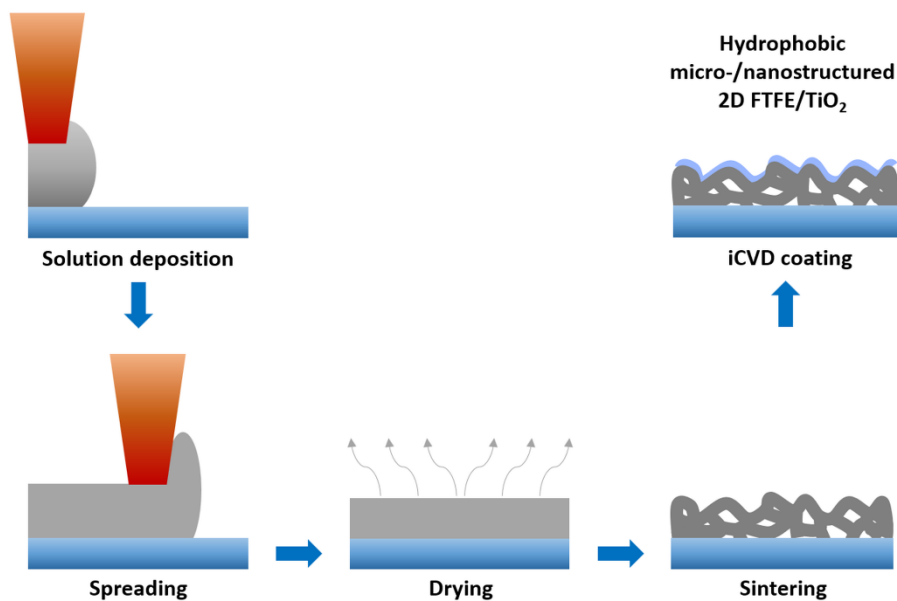 Solution deposition
Spreading
Drying
Sintering
iCVD coating
Hydrophobic
micro-/nanostructured
2D FTFE/TiO₂